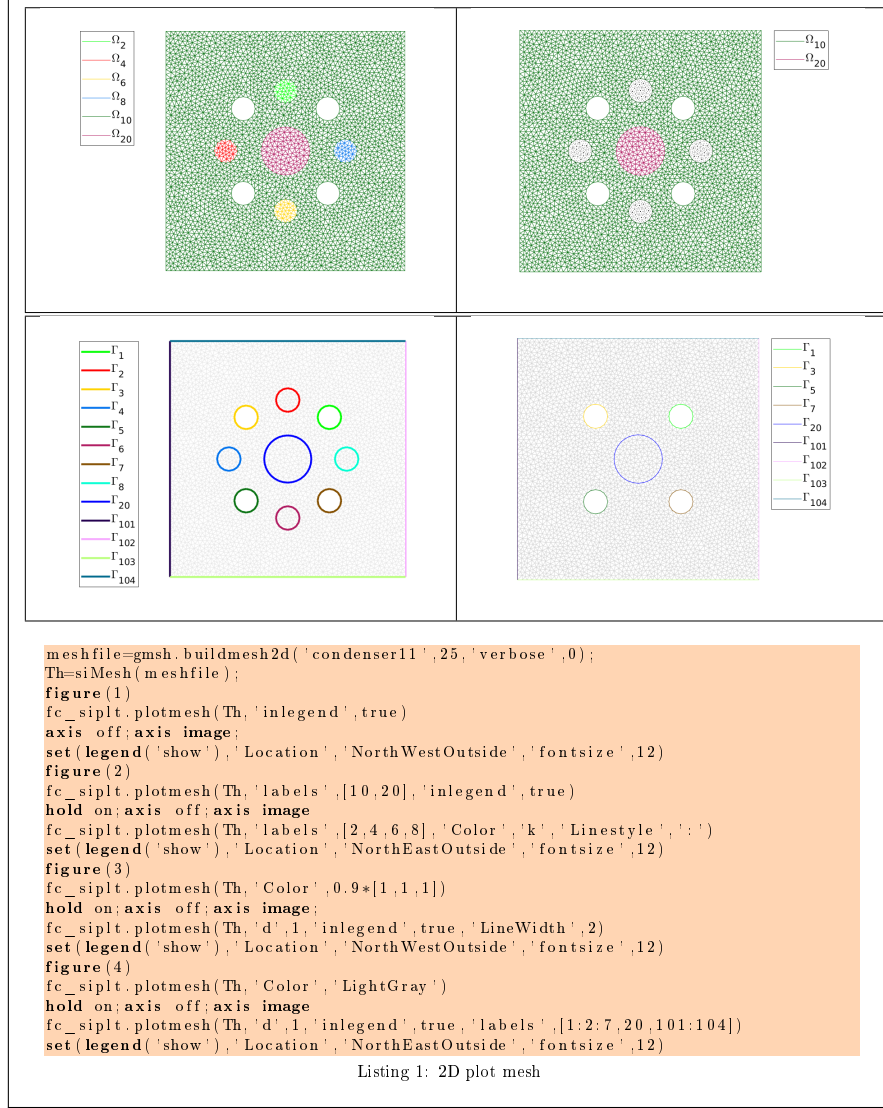 Ω2
Ω4
Ω6
Ω8
Ω10
Ω20
Ω10
Ω20
Γ1
Γ2
Γ3
Γ4
Γ5
Γ6
Γ7
Γ8
Γ20
Γ101
Γ102
Γ103
Γ104
Γ1
Γ3
Γ5
Γ7
Γ20
Γ101
Γ102
Γ103
Γ104
meshfile=gmsh.buildmesh2d('condenser11',25,'verbose',0);
Th=siMesh(meshfile);
figure(1)
fc_siplt.plotmesh(Th,'inlegend',true)
axis off;axis image;
set(legend('show'),'Location','NorthWestOutside','fontsize',12)
figure(2)
fc_siplt.plotmesh(Th,'labels',[10,20],'inlegend',true)
hold on;axis off;axis image
fc_siplt.plotmesh(Th,'labels',[2,4,6,8],'Color','k','Linestyle',':')
set(legend('show'),'Location','NorthEastOutside','fontsize',12)
figure(3)
fc_siplt.plotmesh(Th,'Color',0.9*[1,1,1])
hold on;axis off;axis image;
fc_siplt.plotmesh(Th,'d',1,'inlegend',true,'LineWidth',2)
set(legend('show'),'Location','NorthWestOutside','fontsize',12)
figure(4)
fc_siplt.plotmesh(Th,'Color','LightGray')
hold on;axis off;axis image
fc_siplt.plotmesh(Th,'d',1,'inlegend',true,'labels',[1:2:7,20,101:104])
set(legend('show'),'Location','NorthEastOutside','fontsize',12)
Listing 1: 2D plot mesh